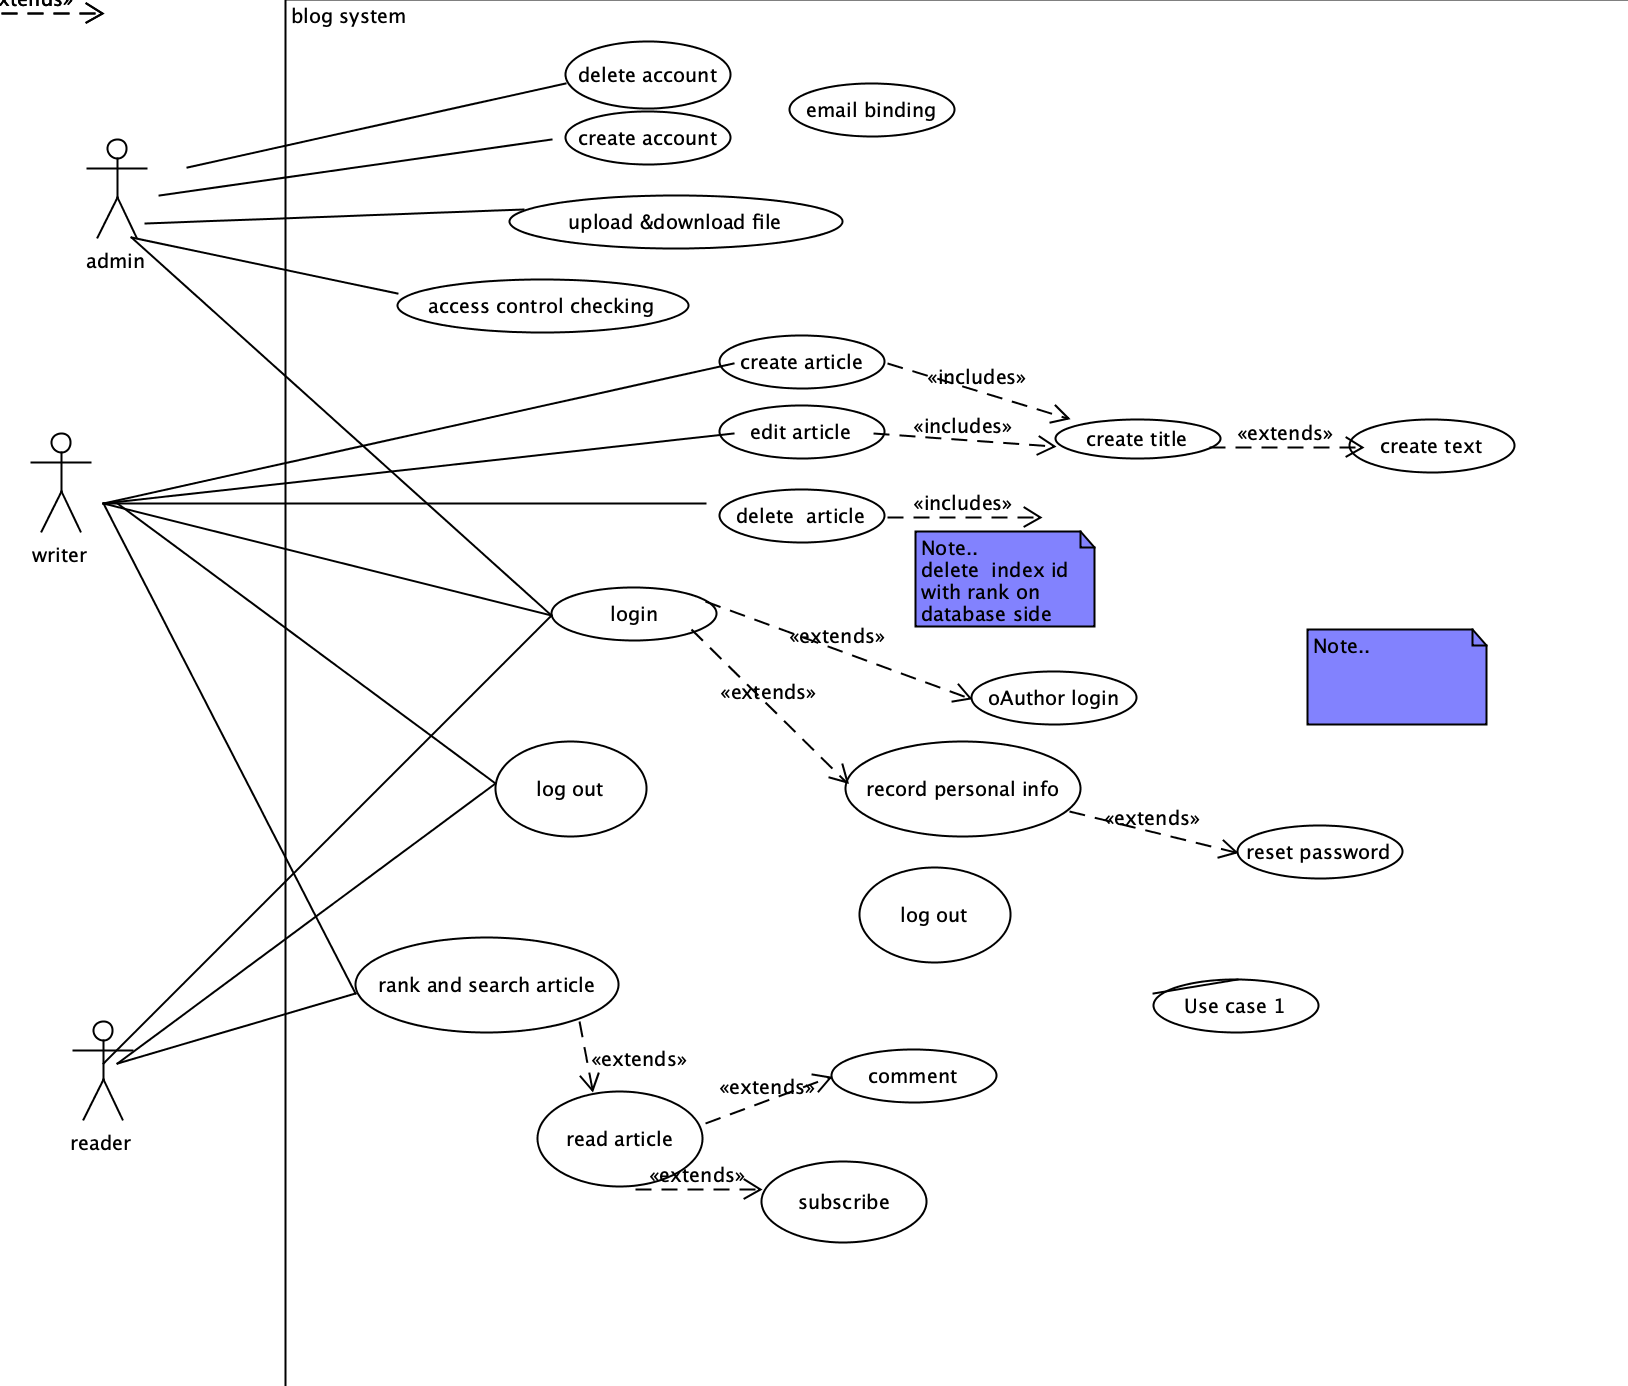 xtends»
blog system
delete account
email binding
create account
upload &download file
admin
access control checking
create article
«includes»
edit article
«includes»
create title
«extends»
create text
delete  article
«includes»
writer
Note..
delete  index id
with rank on
database side
login
«extends»
Note..
«extends»
oAuthor login
log out
record personal info
«extends»
reset password
log out
rank and search article
Use case 1
«extends»
comment
«extends»
read article
reader
«extends»
subscribe